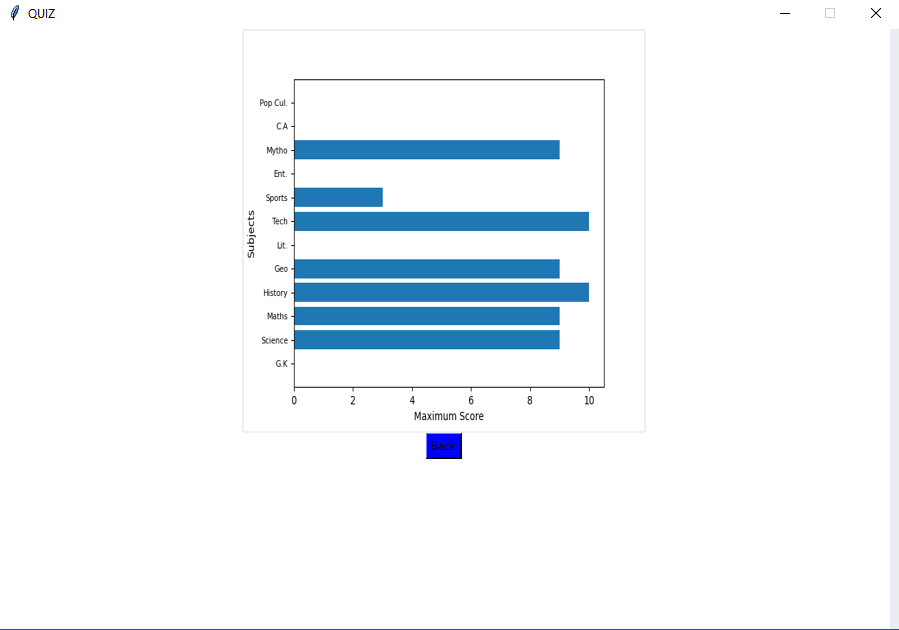 QUIZ
Pop Cul.
C.A
Mytho
Ent.
Sports
Tech
Lit.
Geo
History
Maths
Science
G.K
Subjects
0 2 4 6 8 10
Maximum Score
Back